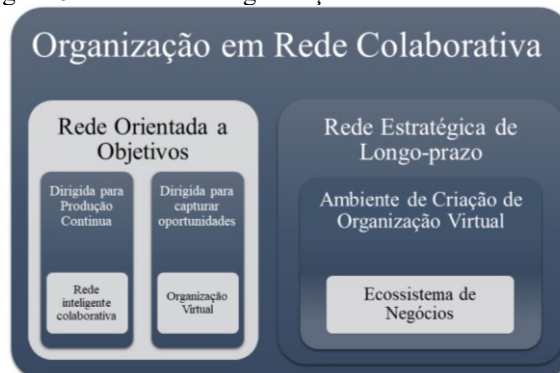 Organização em Rede Colaborativa
Rede Orientada a
Objetivos
Dirigida para
Produção
Continua
Rede
inteligente
colaborativa
Dirigida para
capturar
oportunidades
Organização
Virtual
Rede Estratégica de
Longo-prazo
Ambiente de Criação de
Organização Virtual
Ecossistema de
Negócios